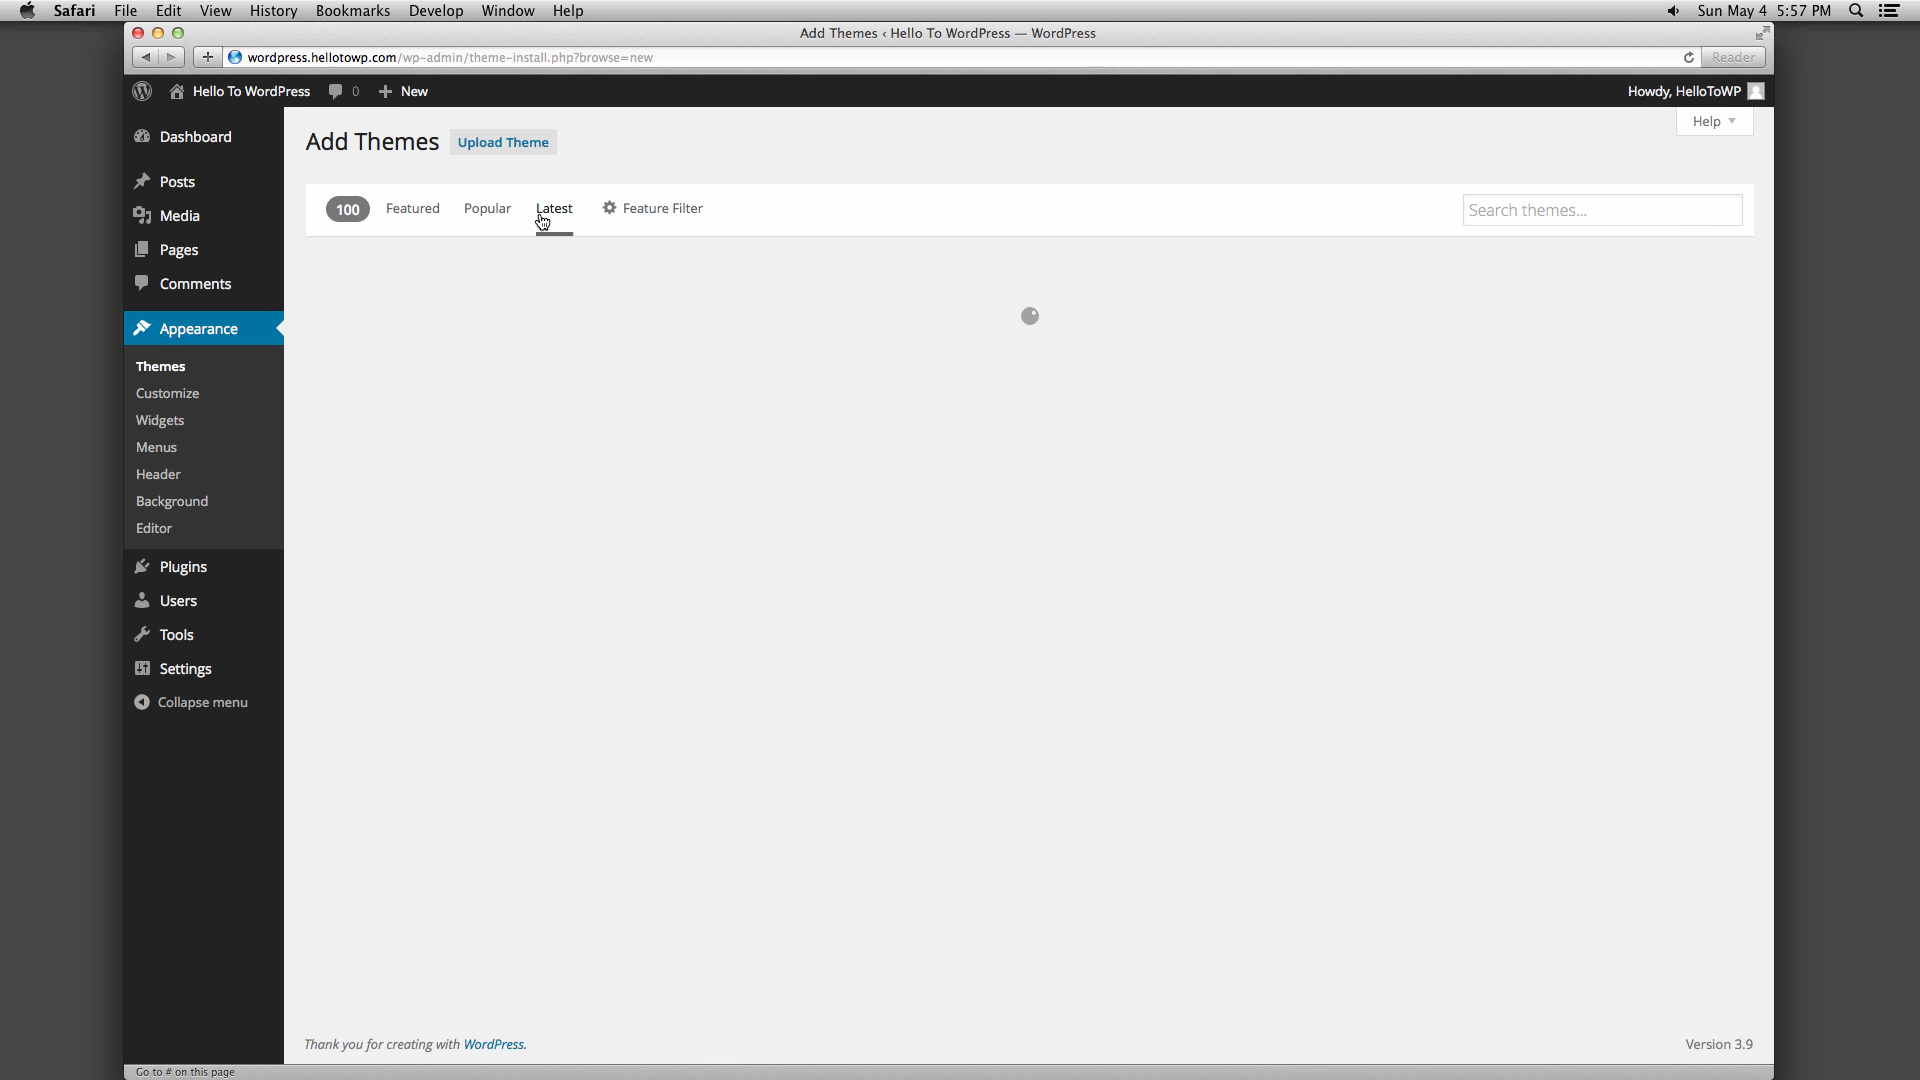 Safari File Edit View History Bookmarks Develop Window Help Sun May 4 5:57 PM
Add Themes ‹ Hello To WordPress — WordPress
wordpress.hellotowp.com/wp-admin/theme-install.php?browse=new Reader
Hello To WordPress 0 New Howdy, HelloToWP
Help
Add Themes Upload Theme
100 Featured Popular Latest Feature Filter Search themes...
Dashboard
Posts
Media
Pages
Comments
Appearance
Themes
Customize
Widgets
Menus
Header
Background
Editor
Plugins
Users
Tools
Settings
Collapse menu
Thank you for creating with WordPress. Version 3.9
Go to # on this page